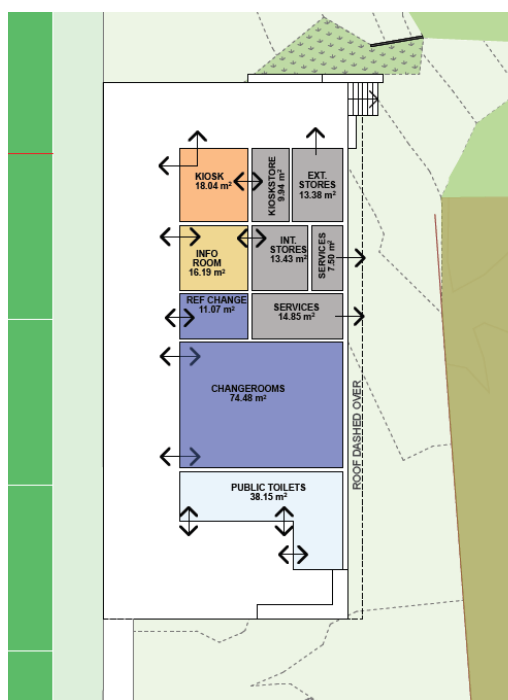 KIOSK
18.04 m²
KIOSKSTORE
9.94 m²
EXT.
STORES
13.38 m²
INFO
ROOM
16.19 m²
INT.
STORES
13.43 m²
SERVICES
7.50 m²
REF CHANGE
11.07 m²
SERVICES
14.85 m²
CHANGEROOMS
74.48 m²
ROOF DASHED OVER
PUBLIC TOILETS
38.15 m²